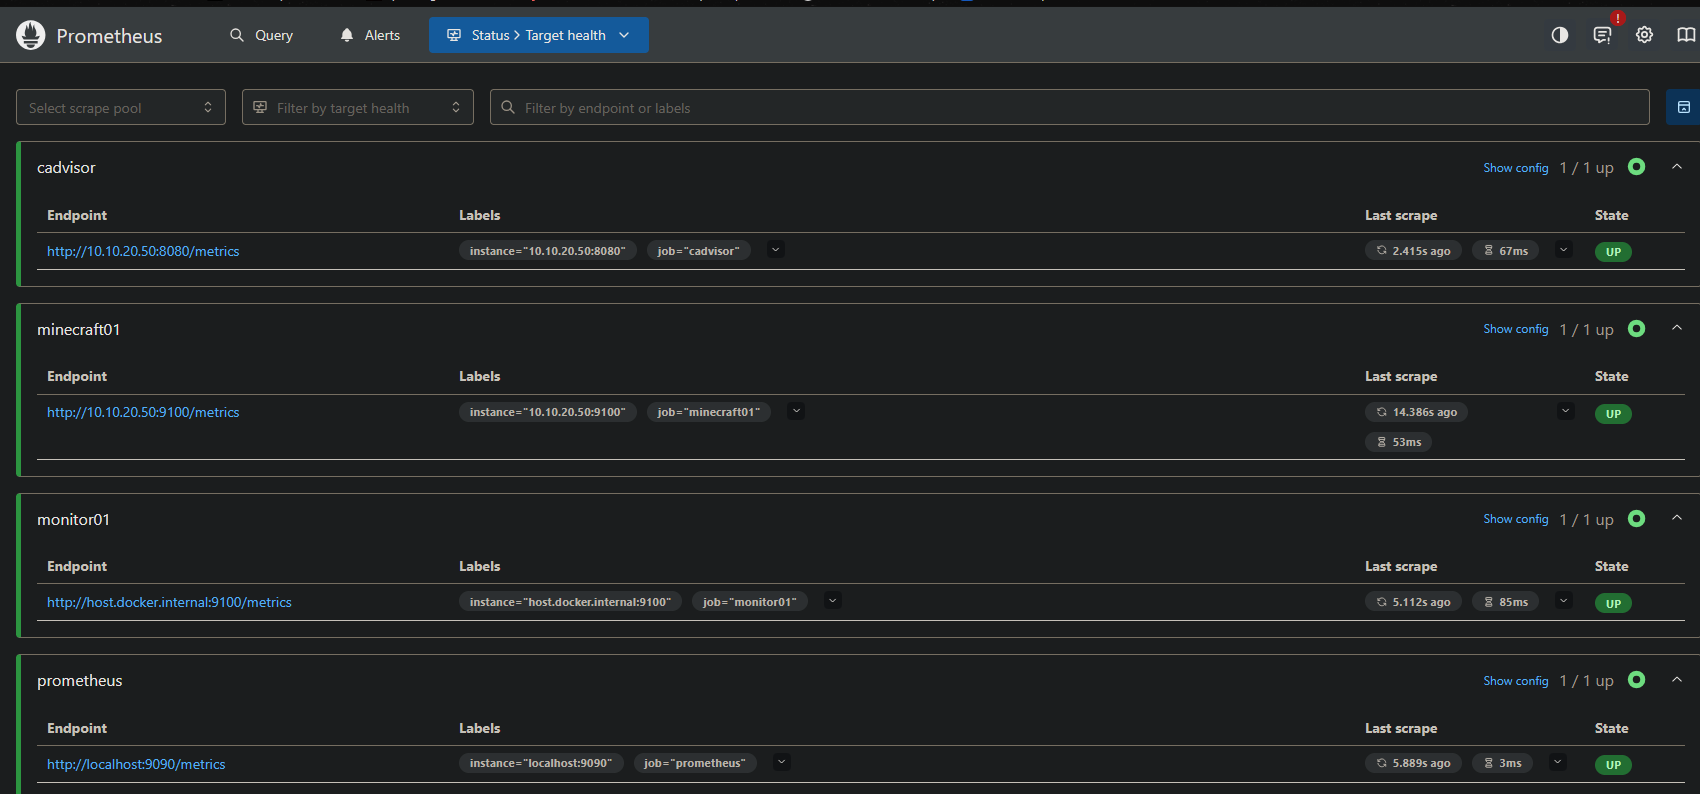 Prometheus Query Alerts Status > Target health !
Select scrape pool Filter by target health Filter by endpoint or labels
cadvisor Show config 1 / 1 up
Endpoint Labels Last scrape State
http://10.10.20.50:8080/metrics instance="10.10.20.50:8080" job="cadvisor" 2.415s ago 67ms UP
minecraft01 Show config 1 / 1 up
Endpoint Labels Last scrape State
http://10.10.20.50:9100/metrics instance="10.10.20.50:9100" job="minecraft01" 14.386s ago UP
53ms
monitor01 Show config 1 / 1 up
Endpoint Labels Last scrape State
http://host.docker.internal:9100/metrics instance="host.docker.internal:9100" job="monitor01" 5.112s ago 85ms UP
prometheus Show config 1 / 1 up
Endpoint Labels Last scrape State
http://localhost:9090/metrics instance="localhost:9090" job="prometheus" 5.889s ago 3ms UP